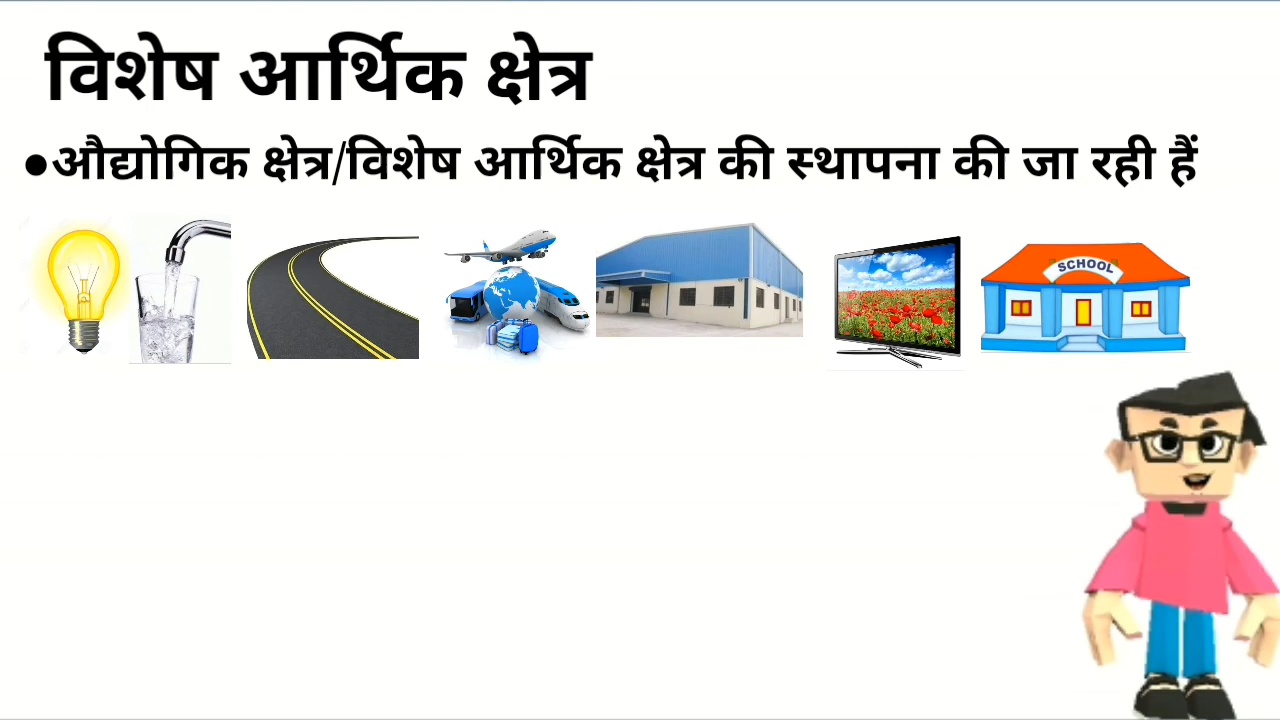 विशेष आर्थिक क्षेत्र
•औद्योगिक क्षेत्र/विशेष आर्थिक क्षेत्र की स्थापना की जा रही हैं
SCHOOL